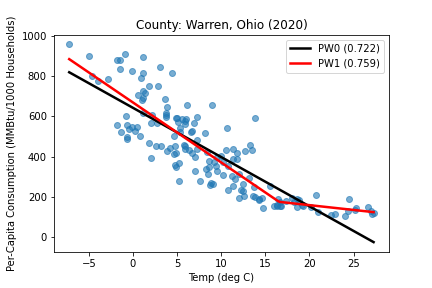 County: Warren, Ohio (2020)
Per-Capita Consumption (MMBtu/1000 Households)
1000
800
600
400
200
0
PW0 (0.722)
PW1 (0.759)
−5 0 5 10 15 20 25
Temp (deg C)